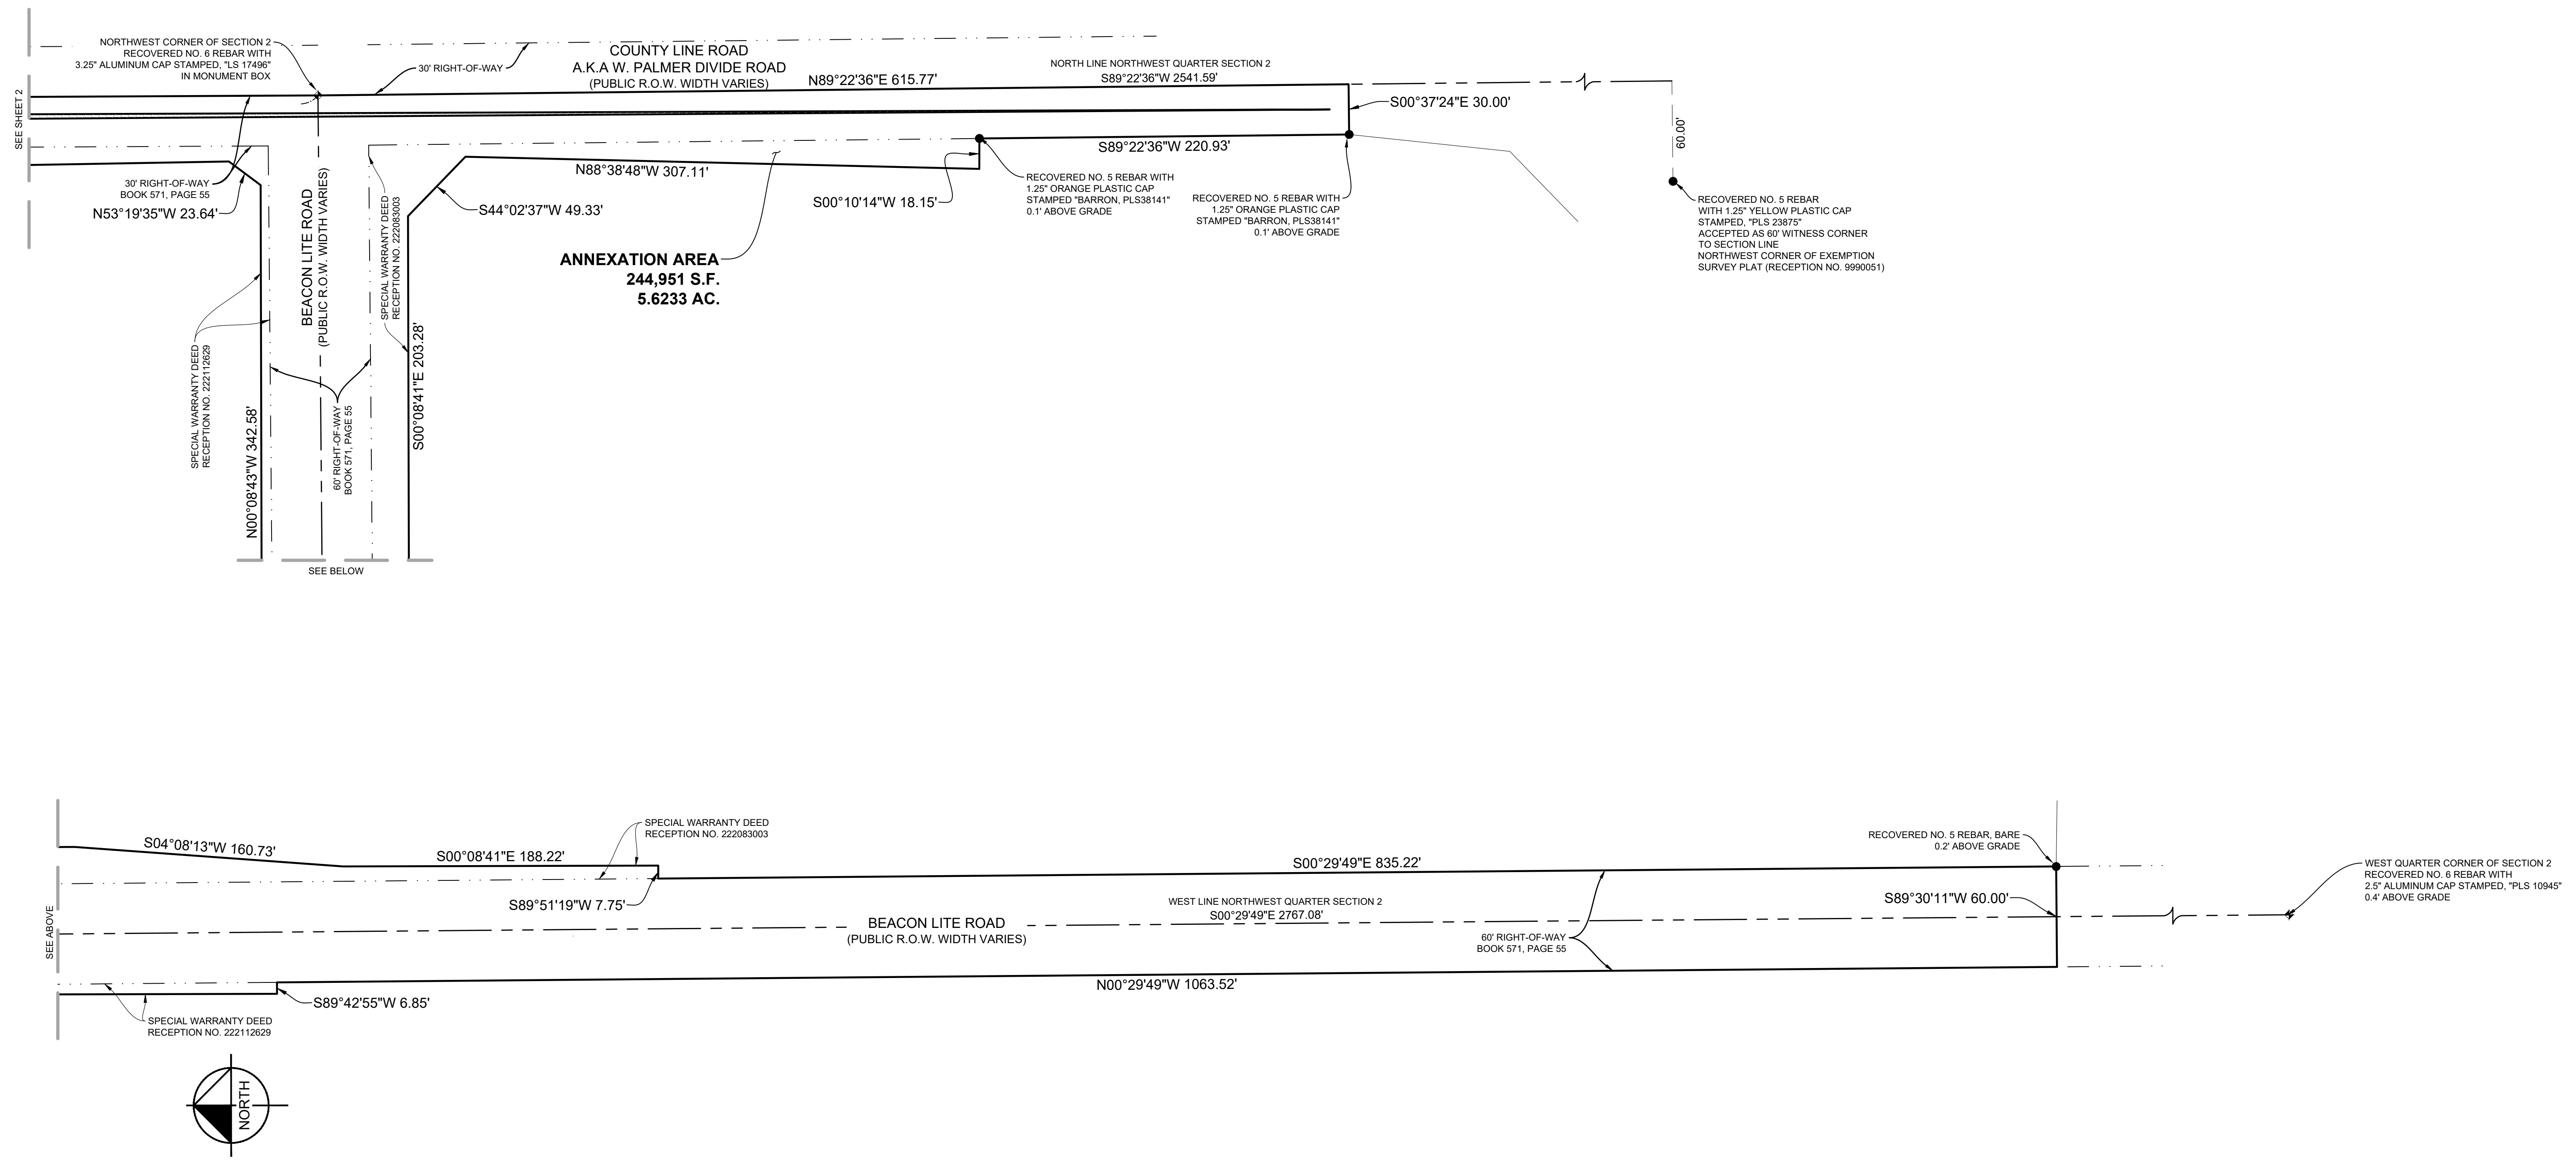 NORTHWEST CORNER OF SECTION 2
RECOVERED NO. 6 REBAR WITH
3.25" ALUMINUM CAP STAMPED, "LS 17496"
IN MONUMENT BOX
30' RIGHT-OF-WAY
COUNTY LINE ROAD
A.K.A W. PALMER DIVIDE ROAD
(PUBLIC R.O.W. WIDTH VARIES)
N89°22'36"E 615.77'
NORTH LINE NORTHWEST QUARTER SECTION 2
S89°22'36"W 2541.59'
S00°37'24"E 30.00'
SEE SHEET 2
60.00'
S89°22'36"W 220.93'
N88°38'48"W 307.11'
30' RIGHT-OF-WAY
BOOK 571, PAGE 55
N53°19'35"W 23.64'
S44°02'37"W 49.33'
S00°10'14"W 18.15'
RECOVERED NO. 5 REBAR WITH
1.25" ORANGE PLASTIC CAP
STAMPED "BARRON, PLS38141"
0.1' ABOVE GRADE
RECOVERED NO. 5 REBAR WITH
1.25" ORANGE PLASTIC CAP
STAMPED "BARRON, PLS38141"
0.1' ABOVE GRADE
RECOVERED NO. 5 REBAR
WITH 1.25" YELLOW PLASTIC CAP
STAMPED, "PLS 23875"
ACCEPTED AS 60' WITNESS CORNER
TO SECTION LINE
NORTHWEST CORNER OF EXEMPTION
SURVEY PLAT (RECEPTION NO. 9990051)
BEACON LITE ROAD
(PUBLIC R.O.W. WIDTH VARIES)
SPECIAL WARRANTY DEED
RECEPTION NO. 222083003
ANNEXATION AREA
244,951 S.F.
5.6233 AC.
SPECIAL WARRANTY DEED
RECEPTION NO. 222112629
N00°08'43"W 342.58'
60' RIGHT-OF-WAY
BOOK 571, PAGE 55
S00°08'41"E 203.28'
SEE BELOW
SEE ABOVE
S04°08'13"W 160.73'
S00°08'41"E 188.22'
SPECIAL WARRANTY DEED
RECEPTION NO. 222083003
S89°51'19"W 7.75'
S00°29'49"E 835.22'
RECOVERED NO. 5 REBAR, BARE
0.2' ABOVE GRADE
WEST QUARTER CORNER OF SECTION 2
RECOVERED NO. 6 REBAR WITH
2.5" ALUMINUM CAP STAMPED, "PLS 10945"
0.4' ABOVE GRADE
BEACON LITE ROAD
(PUBLIC R.O.W. WIDTH VARIES)
WEST LINE NORTHWEST QUARTER SECTION 2
S00°29'49"E 2767.08'
S89°30'11"W 60.00'
60' RIGHT-OF-WAY
BOOK 571, PAGE 55
N00°29'49"W 1063.52'
S89°42'55"W 6.85'
SPECIAL WARRANTY DEED
RECEPTION NO. 222112629
NORTH